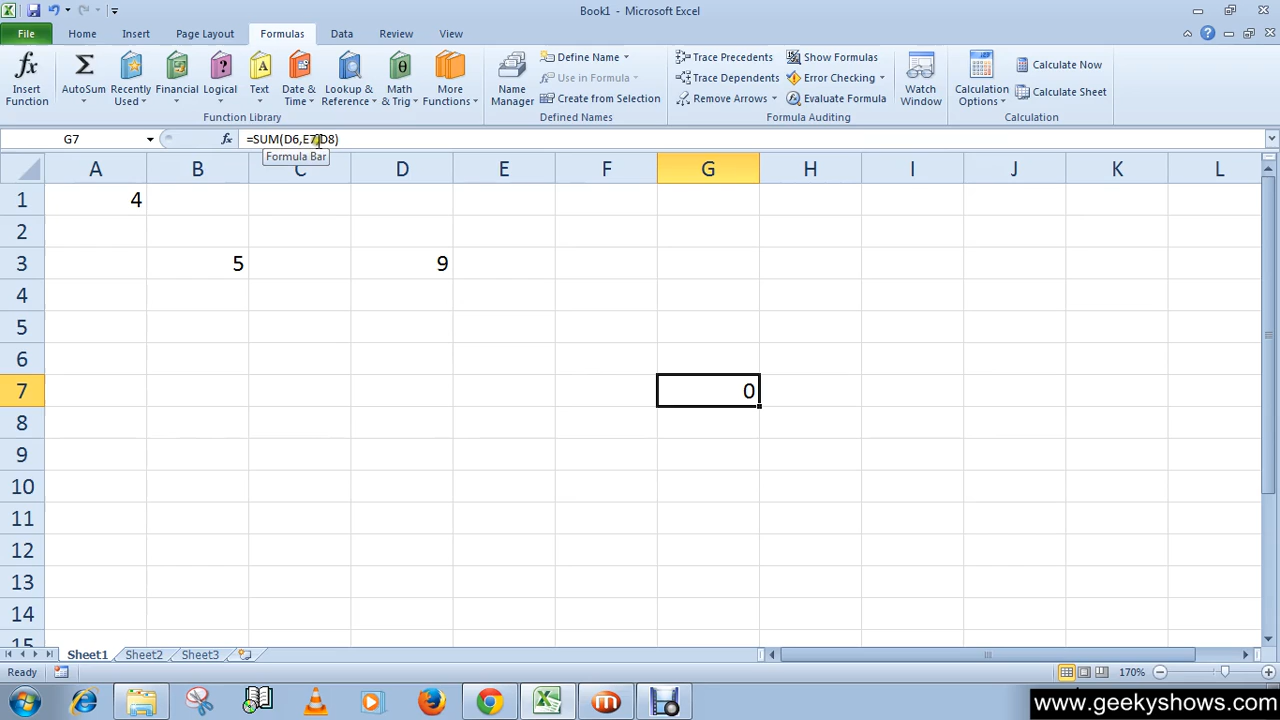 Book1 - Microsoft Excel
File Home Insert Page Layout Formulas Data Review View
Insert Function
AutoSum
Recently Used
Financial
Logical
Text
Date & Time
Lookup & Reference
Math & Trig
More Functions
Function Library
Name Manager
Define Name
Use in Formula
Create from Selection
Defined Names
Trace Precedents
Trace Dependents
Remove Arrows
Show Formulas
Error Checking
Evaluate Formula
Formula Auditing
Watch Window
Calculation Options
Calculate Now
Calculate Sheet
Calculation
G7 fx =SUM(D6,E7,D8)
Formula Bar
A B C D E F G H I J K L
1 4
2
3 5 9
4
5
6
7 0
8
9
10
11
12
13
14
15
Sheet1 Sheet2 Sheet3
Ready 170%
www.geekyshows.com